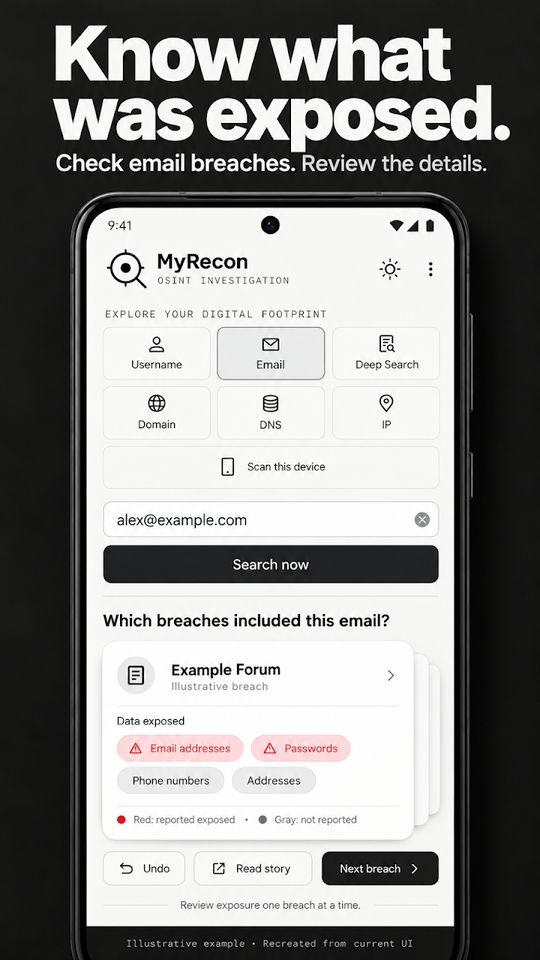 Know what
was exposed.
Check email breaches. Review the details.
9:41
MyRecon
OSINT INVESTIGATION
EXPLORE YOUR DIGITAL FOOTPRINT
Username
Email
Deep Search
Domain
DNS
IP
Scan this device
alex@example.com
Search now
Which breaches included this email?
Example Forum
Illustrative breach
Data exposed
Email addresses
Passwords
Phone numbers
Addresses
Red: reported exposed • Gray: not reported
Undo
Read story
Next breach
Review exposure one breach at a time.
Illustrative example • Recreated from current UI